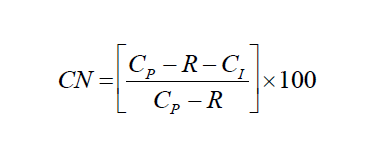 CN = [ (C_P − R − C_I) / (C_P − R) ] × 100